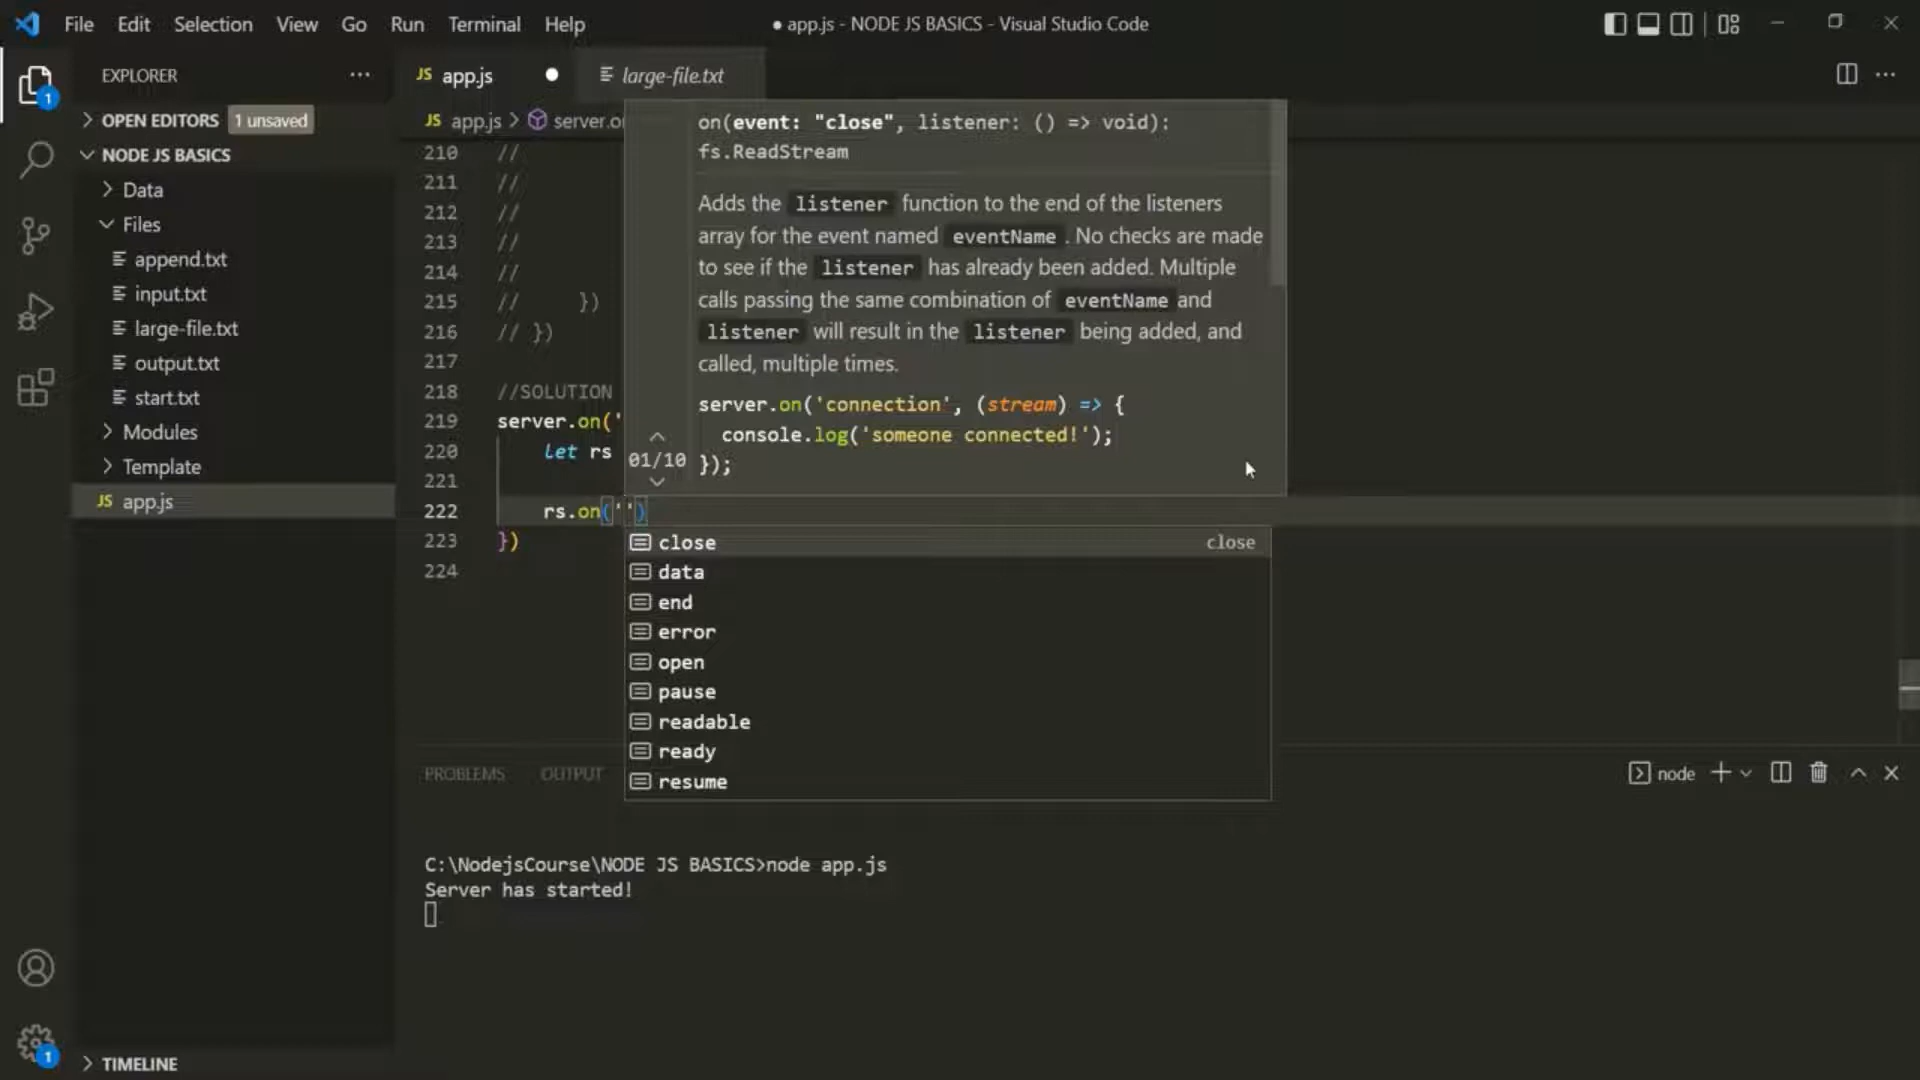 File Edit Selection View Go Run Terminal Help
● app.js - NODE JS BASICS - Visual Studio Code
EXPLORER
OPEN EDITORS 1 unsaved
NODE JS BASICS
Data
Files
append.txt
input.txt
large-file.txt
output.txt
start.txt
Modules
Template
JS app.js
TIMELINE
1
1
JS app.js ●
large-file.txt
JS app.js > server.o
210 //
211 //
212 //
213 //
214 //
215 // })
216 // })
217
218 //SOLUTION
219 server.on('
220 let rs
221
222 rs.on('')
223 })
224
on(event: "close", listener: () => void):
fs.ReadStream
Adds the listener function to the end of the listeners
array for the event named eventName . No checks are made
to see if the listener has already been added. Multiple
calls passing the same combination of eventName and
listener will result in the listener being added, and
called, multiple times.
server.on('connection', (stream) => {
console.log('someone connected!');
});
01/10
close close
data
end
error
open
pause
readable
ready
resume
PROBLEMS OUTPUT
node
C:\NodejsCourse\NODE JS BASICS>node app.js
Server has started!